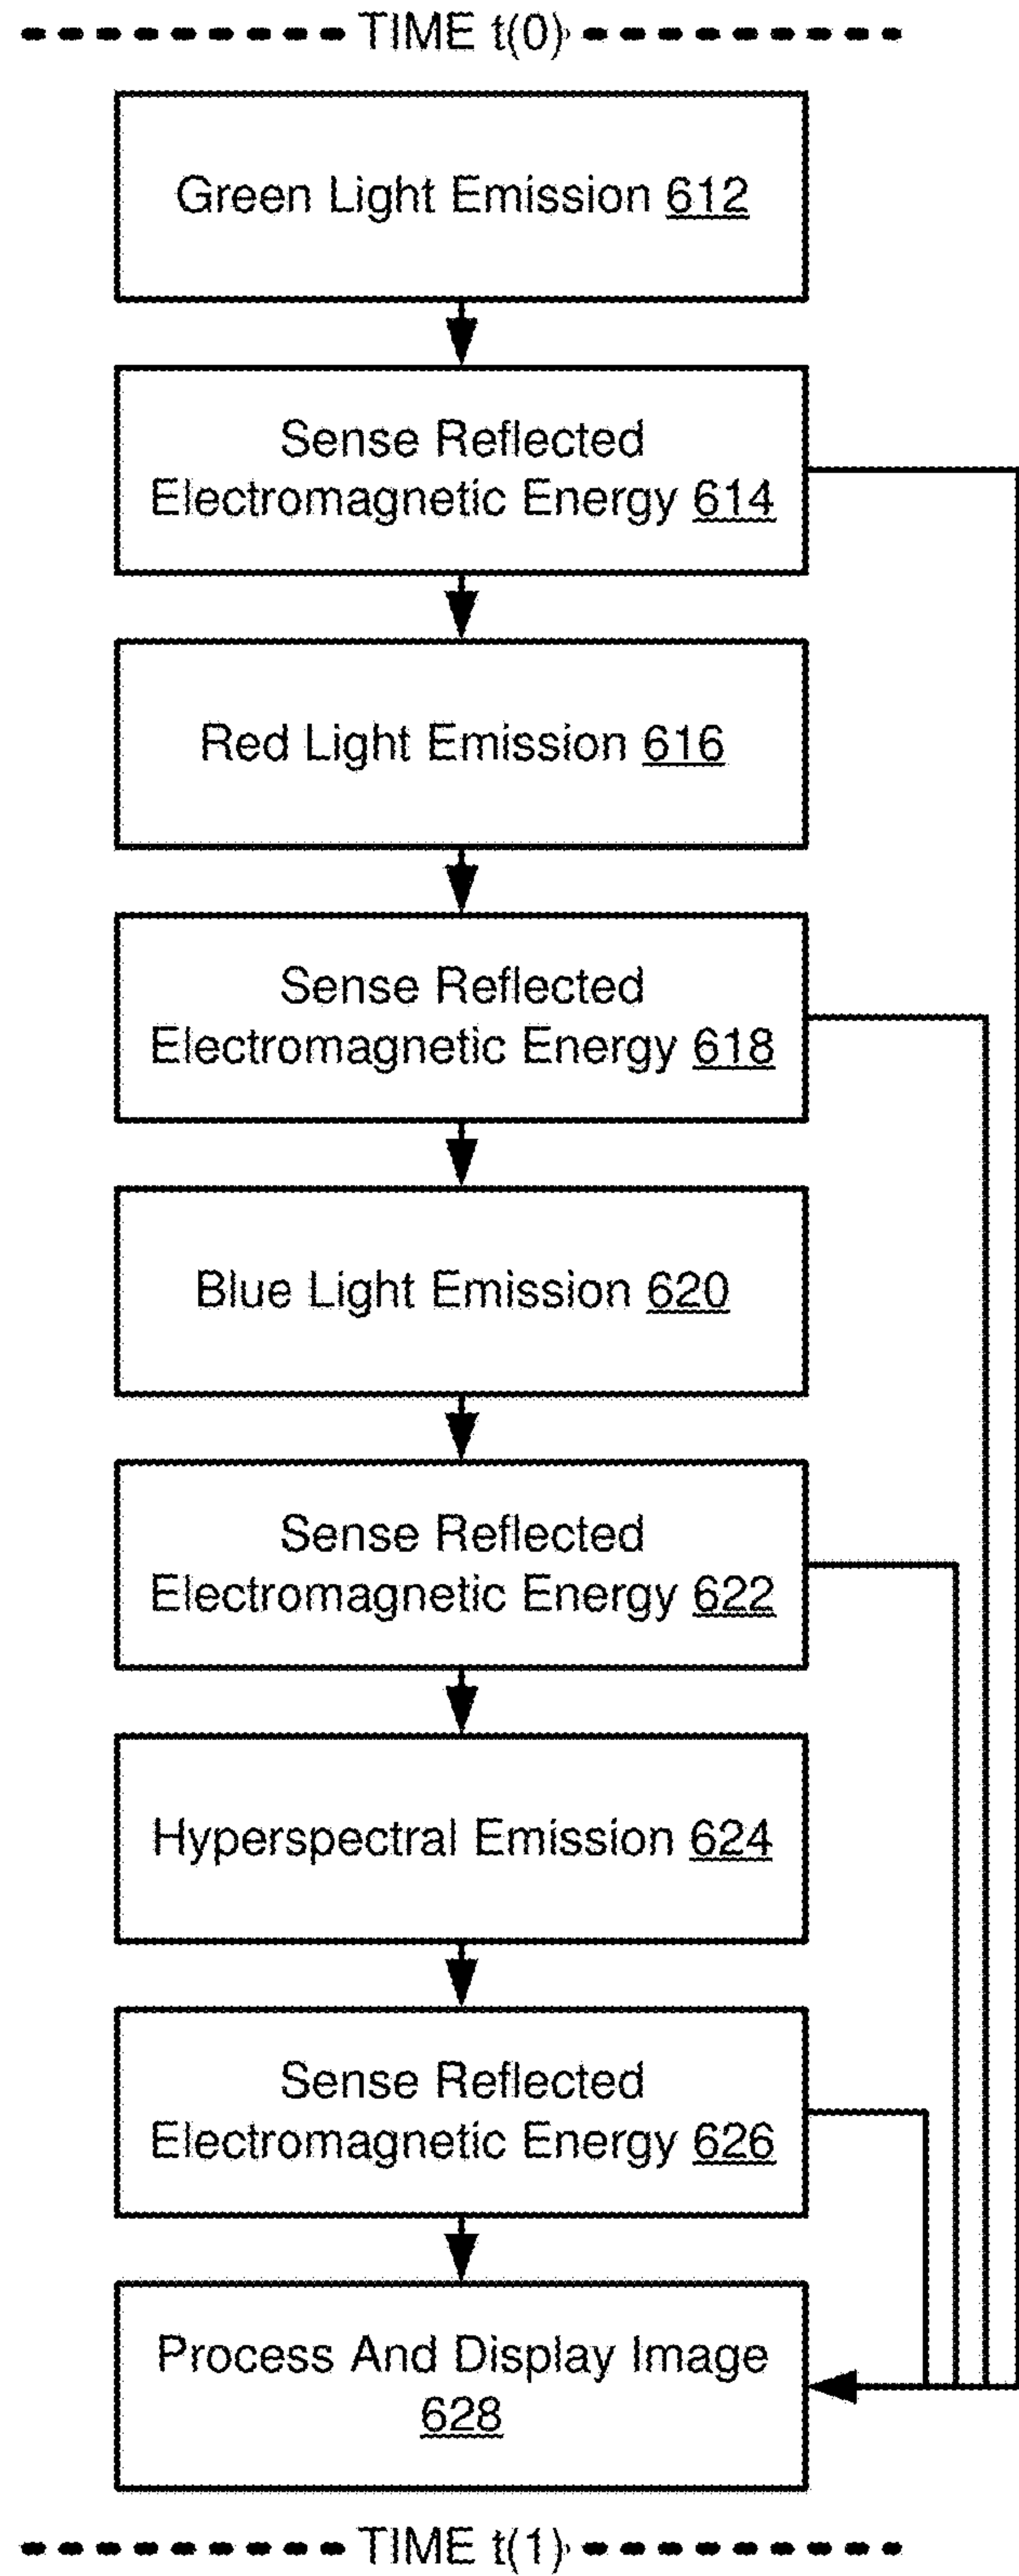 TIME t(0)
Green Light Emission 612
Sense Reflected
Electromagnetic Energy 614
Red Light Emission 616
Sense Reflected
Electromagnetic Energy 618
Blue Light Emission 620
Sense Reflected
Electromagnetic Energy 622
Hyperspectral Emission 624
Sense Reflected
Electromagnetic Energy 626
Process And Display Image
628
TIME t(1)